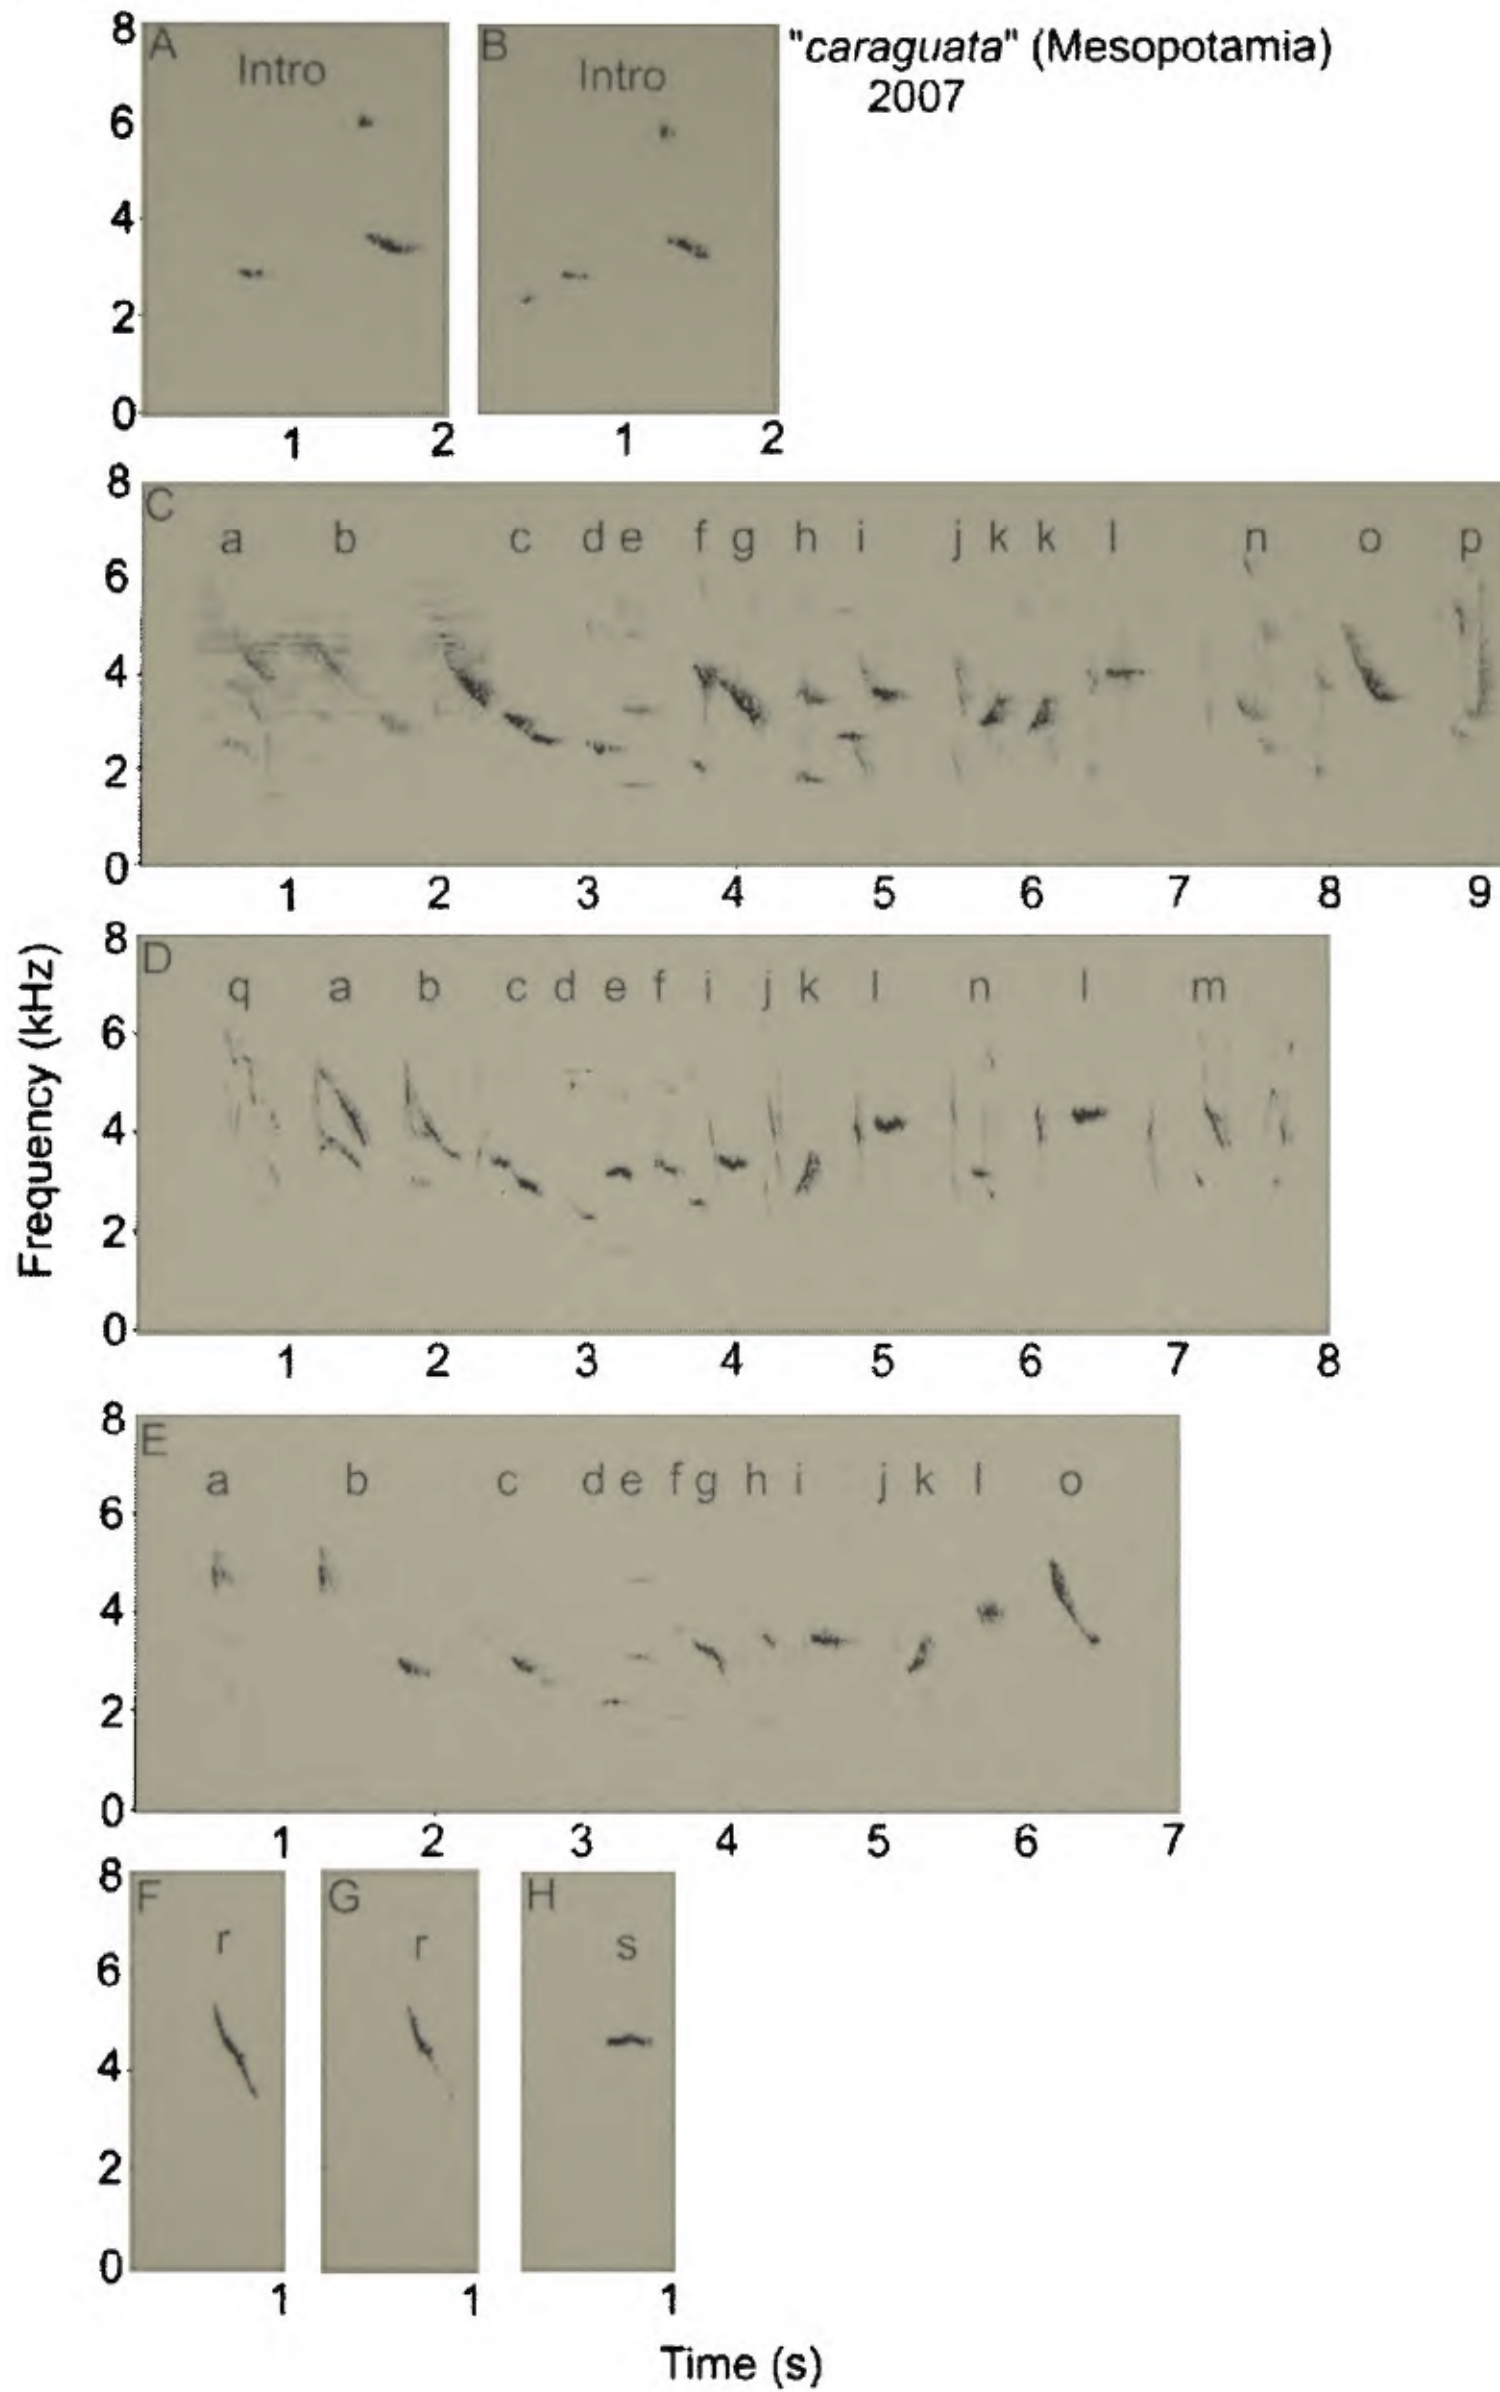 "caraguata" (Mesopotamia)
2007
8 A Intro B Intro
6
4
2
0
1 2 1 2
8 C
a b c d e f g h i j k k l n o p
6
4
2
0
1 2 3 4 5 6 7 8 9
Frequency (kHz)
8 D
q a b c d e f i j k l n l m
6
4
2
0
1 2 3 4 5 6 7 8
8 E
a b c d e f g h i j k l o
6
4
2
0
1 2 3 4 5 6 7
8 F G H
r r s
6
4
2
0
1 1 1
Time (s)